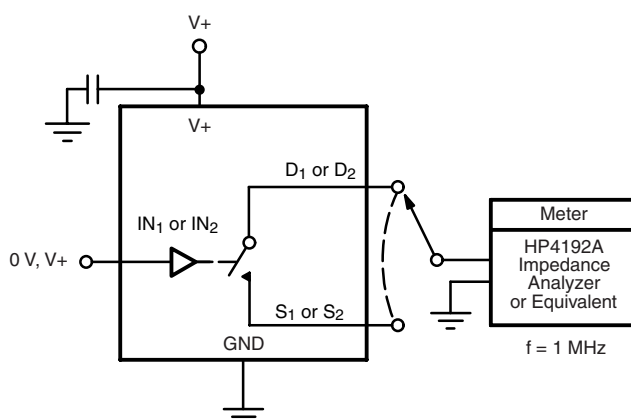 V+
V+
D1 or D2
IN1 or IN2
Meter
0 V, V+
HP4192A
Impedance
Analyzer
or Equivalent
S1 or S2
GND
f = 1 MHz